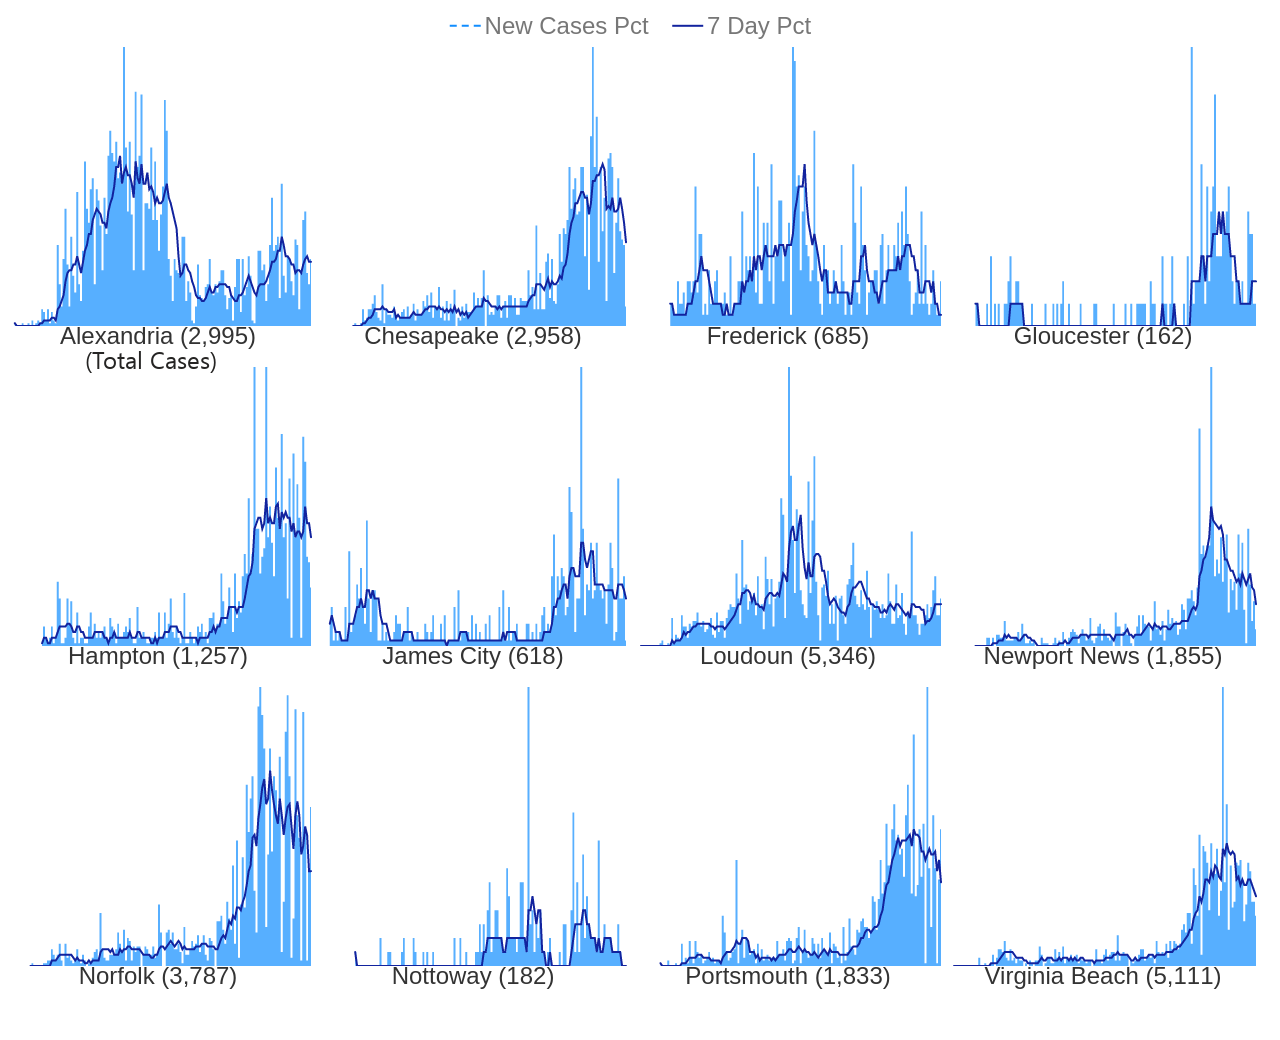 New Cases Pct 7 Day Pct
Alexandria (2,995) Chesapeake (2,958) Frederick (685) Gloucester (162)
(Total Cases)
Hampton (1,257) James City (618) Loudoun (5,346) Newport News (1,855)
Norfolk (3,787) Nottoway (182) Portsmouth (1,833) Virginia Beach (5,111)